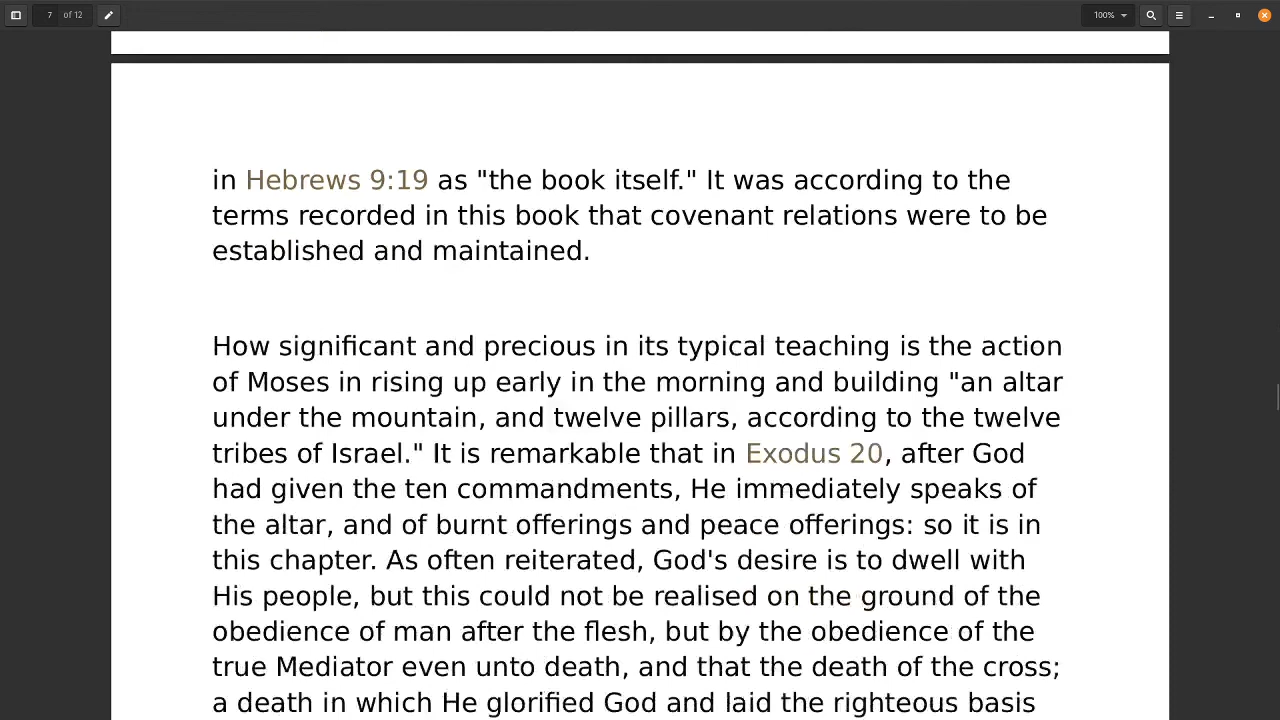 7 of 12
100%
in Hebrews 9:19 as "the book itself." It was according to the
terms recorded in this book that covenant relations were to be
established and maintained.
How significant and precious in its typical teaching is the action
of Moses in rising up early in the morning and building "an altar
under the mountain, and twelve pillars, according to the twelve
tribes of Israel." It is remarkable that in Exodus 20, after God
had given the ten commandments, He immediately speaks of
the altar, and of burnt offerings and peace offerings: so it is in
this chapter. As often reiterated, God's desire is to dwell with
His people, but this could not be realised on the ground of the
obedience of man after the flesh, but by the obedience of the
true Mediator even unto death, and that the death of the cross;
a death in which He glorified God and laid the righteous basis